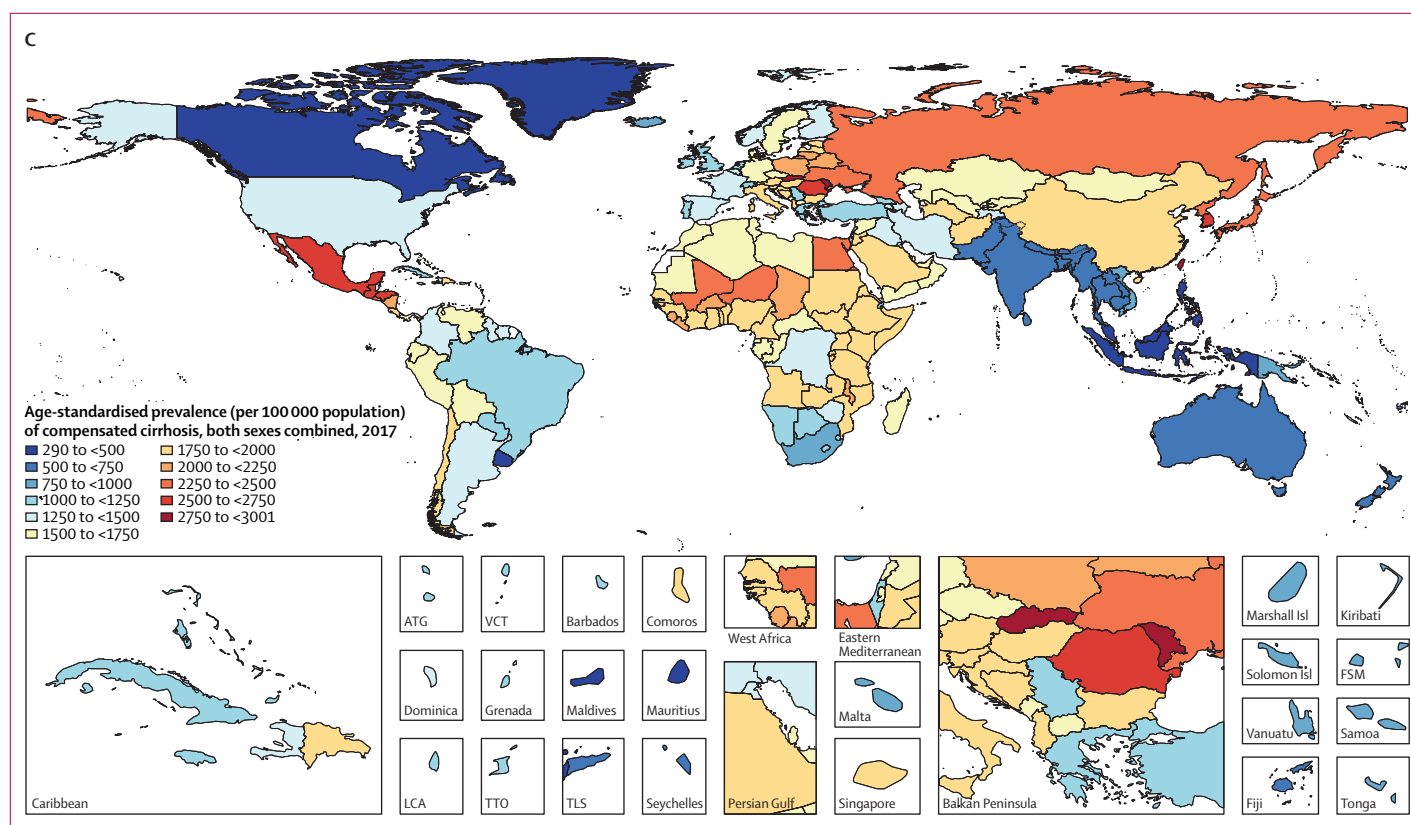 C
Age-standardised prevalence (per 100 000 population)
of compensated cirrhosis, both sexes combined, 2017
290 to <500
500 to <750
750 to <1000
1000 to <1250
1250 to <1500
1500 to <1750
1750 to <2000
2000 to <2250
2250 to <2500
2500 to <2750
2750 to <3001
Caribbean
ATG
VCT
Barbados
Comoros
Dominica
Grenada
Maldives
Mauritius
LCA
TTO
TLS
Seychelles
West Africa
Eastern
Mediterranean
Persian Gulf
Malta
Singapore
Balkan Peninsula
Marshall Isl
Kiribati
Solomon Isl
FSM
Vanuatu
Samoa
Fiji
Tonga